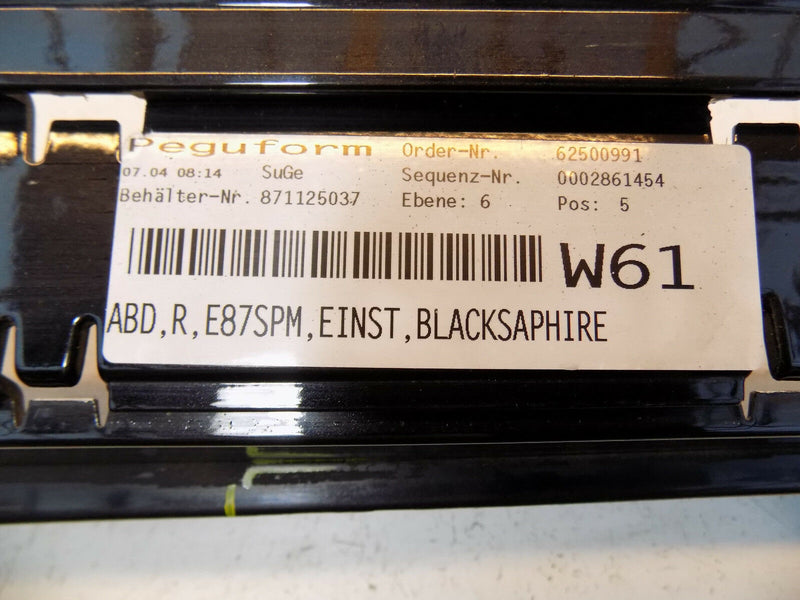 Peguform Order-Nr. 62500991
07.04 08:14 SuGe Sequenz-Nr. 0002861454
Behälter-Nr. 871125037 Ebene: 6 Pos: 5
W61
ABD,R,E87SPM,EINST,BLACKSAPHIRE